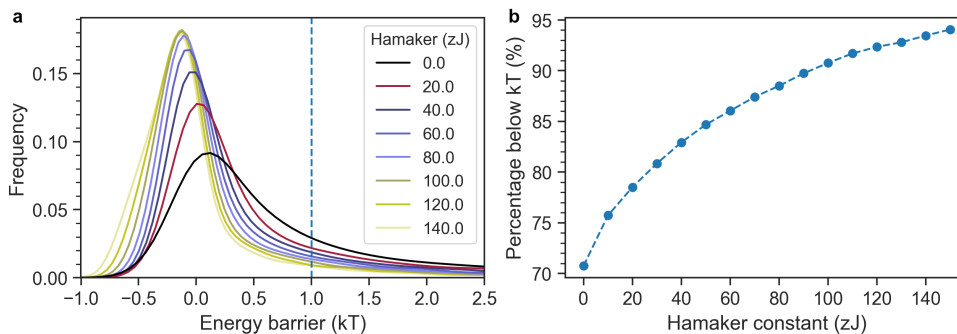 a
Frequency
0.15
0.10
0.05
0.00
−1.0 −0.5 0.0 0.5 1.0 1.5 2.0 2.5
Energy barrier (kT)
Hamaker (zJ)
0.0
20.0
40.0
60.0
80.0
100.0
120.0
140.0
b
Percentage below kT (%)
95
90
85
80
75
70
0 20 40 60 80 100 120 140
Hamaker constant (zJ)